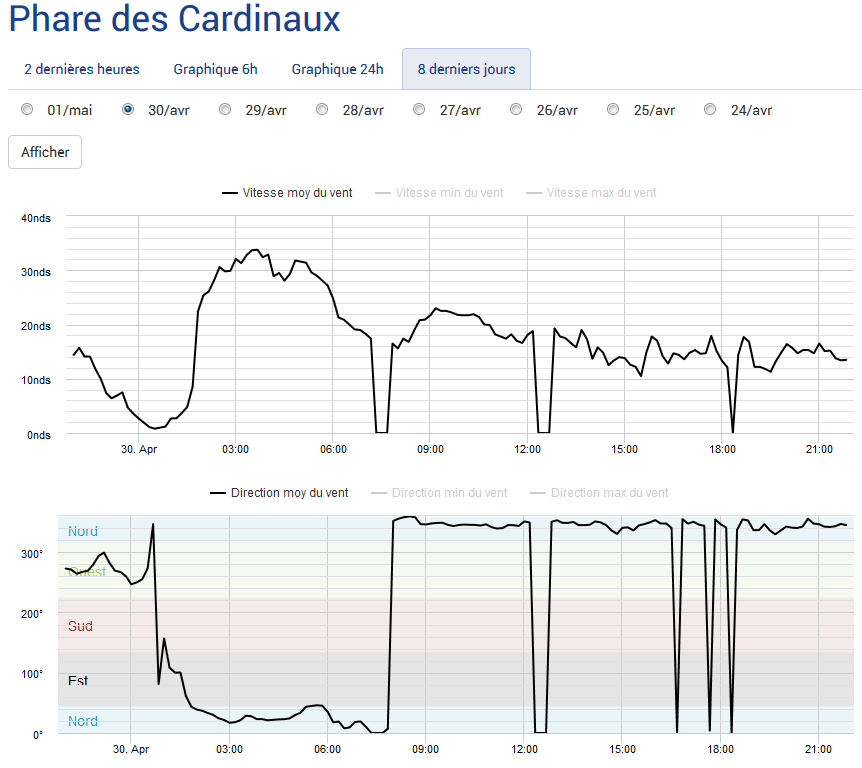 Phare des Cardinaux
2 dernières heures Graphique 6h Graphique 24h 8 derniers jours
01/mai 30/avr 29/avr 28/avr 27/avr 26/avr 25/avr 24/avr
Afficher
Vitesse moy du vent Vitesse min du vent Vitesse max du vent
40nds
30nds
20nds
10nds
0nds
30. Apr 03:00 06:00 09:00 12:00 15:00 18:00 21:00
Direction moy du vent Direction min du vent Direction max du vent
Nord
300°
Ouest
200°
Sud
100°
Est
Nord
0°
30. Apr 03:00 06:00 09:00 12:00 15:00 18:00 21:00